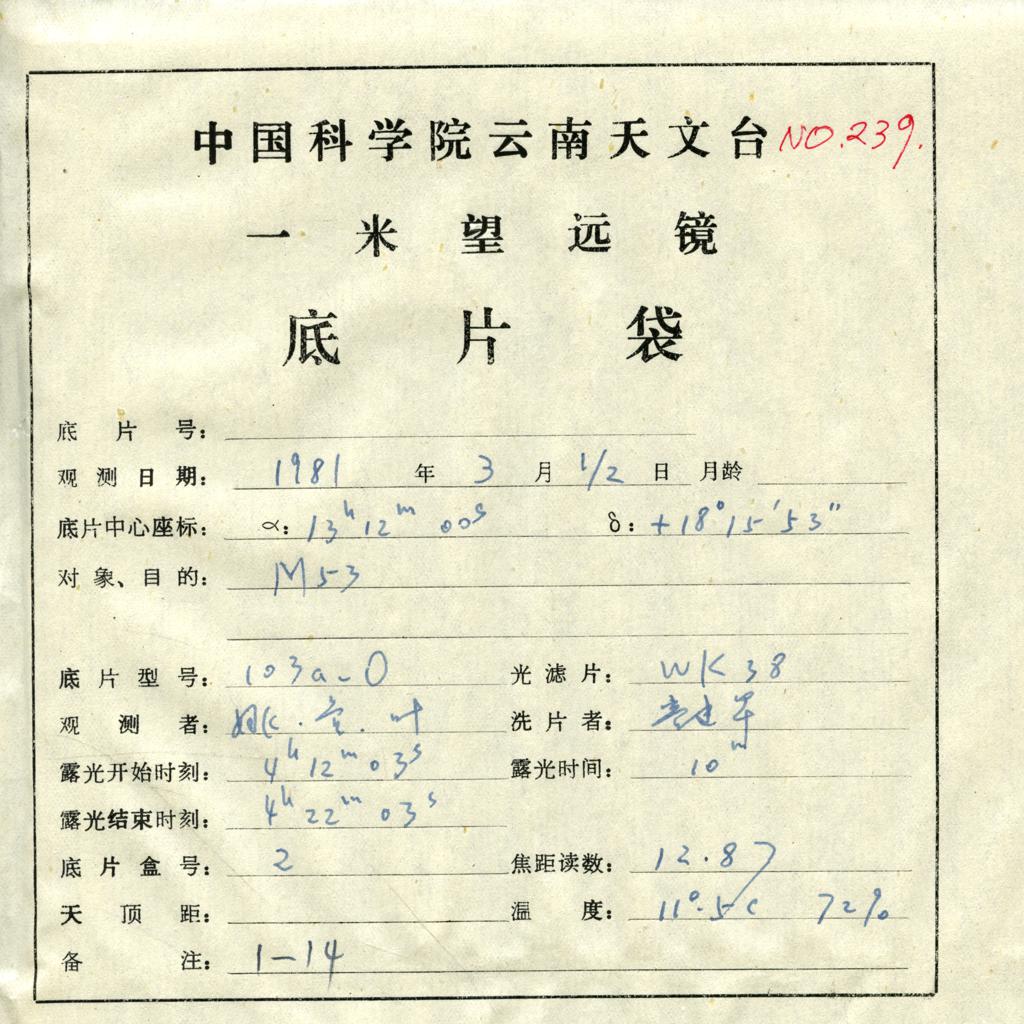 中国科学院云南天文台 NO.239.
一米望远镜
底片袋
底片号:
观测日期: 1981 年 3 月 1/2 日 月龄
底片中心座标: α: 13h 12m 00s δ: +18°15'53"
对象、目的: M53
底片型号: 103a-O 光滤片: WK38
观测者: 姚. . 叶 洗片者: 建军
露光开始时刻: 4h 12m 03s 露光时间: 10m
露光结束时刻: 4h 22m 03s
底片盒号: 2 焦距读数: 12.87
天顶距: 温度: 11°.5c 72%
备注: 1-14